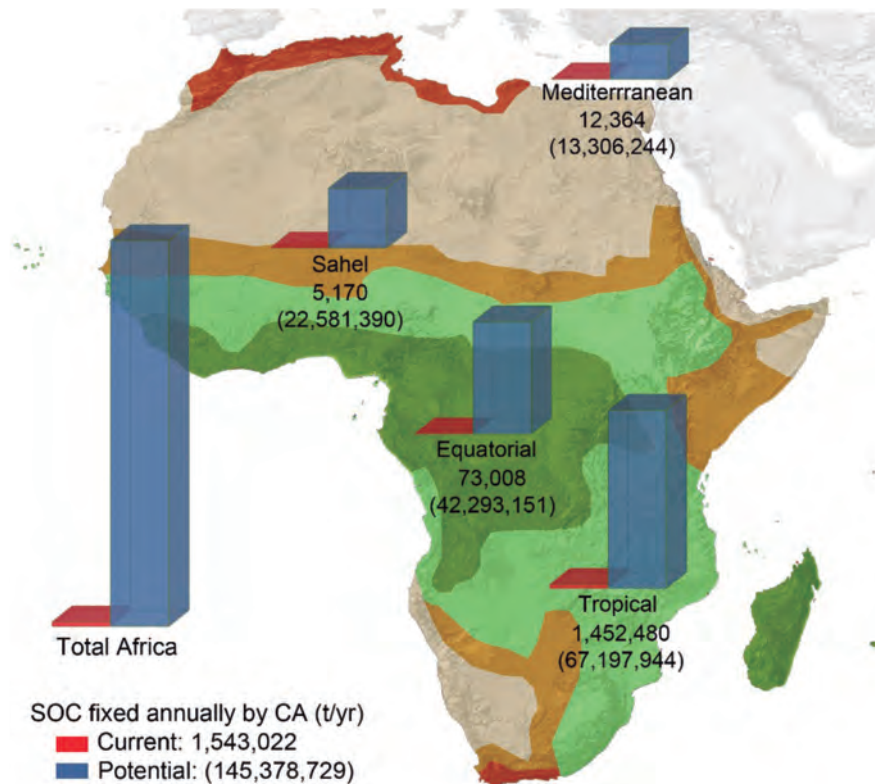 Mediterrranean
12,364
(13,306,244)
Sahel
5,170
(22,581,390)
Equatorial
73,008
(42,293,151)
Tropical
1,452,480
(67,197,944)
Total Africa
SOC fixed annually by CA (t/yr)
Current: 1,543,022
Potential: (145,378,729)